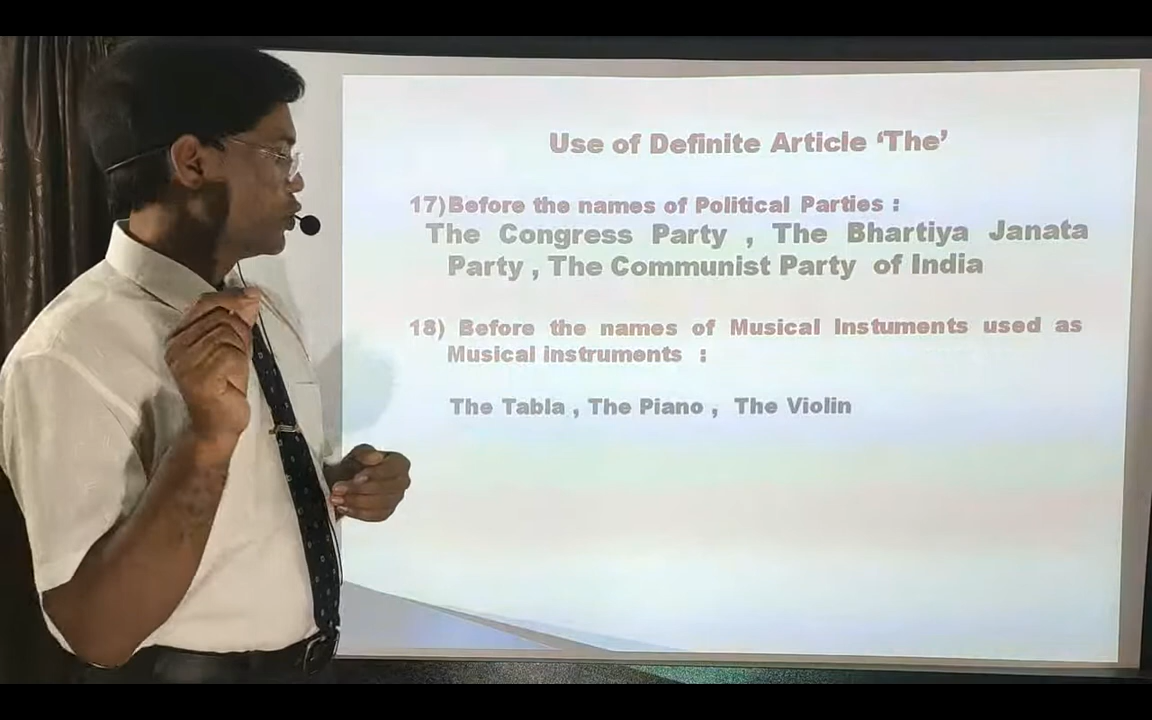 Use of Definite Article ‘The’
17)Before the names of Political Parties :
The Congress Party , The Bhartiya Janata
Party , The Communist Party of India
18) Before the names of Musical Instuments used as
Musical instruments :
The Tabla , The Piano , The Violin